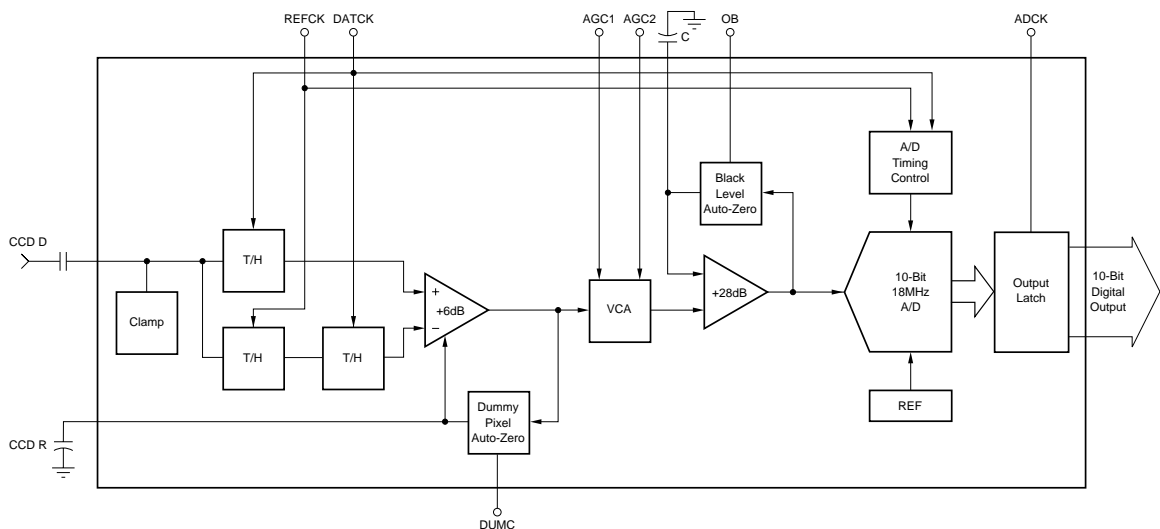 REFCK DATCK
AGC1 AGC2
C
OB
ADCK
A/D
Timing
Control
Black
Level
Auto-Zero
CCD D
T/H
Clamp
T/H
T/H
+
+6dB
−
VCA
+28dB
10-Bit
18MHz
A/D
Output
Latch
10-Bit
Digital
Output
REF
Dummy
Pixel
Auto-Zero
CCD R
DUMC